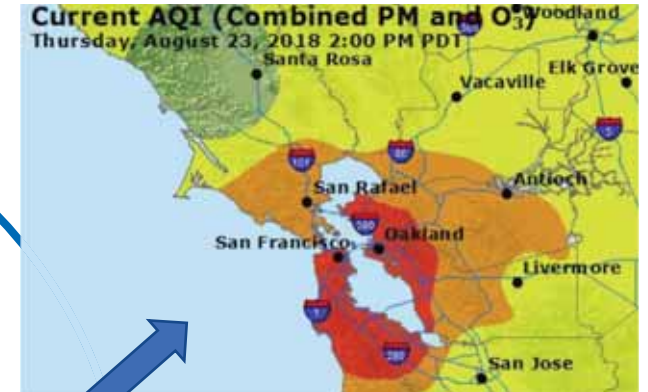 Current AQI (Combined PM and O3)
Thursday, August 23, 2018 2:00 PM PDT
Woodland
Santa Rosa
Elk Grove
Vacaville
5
101
80
San Rafael
Antioch
580
San Francisco
Oakland
Livermore
1
280
San Jose